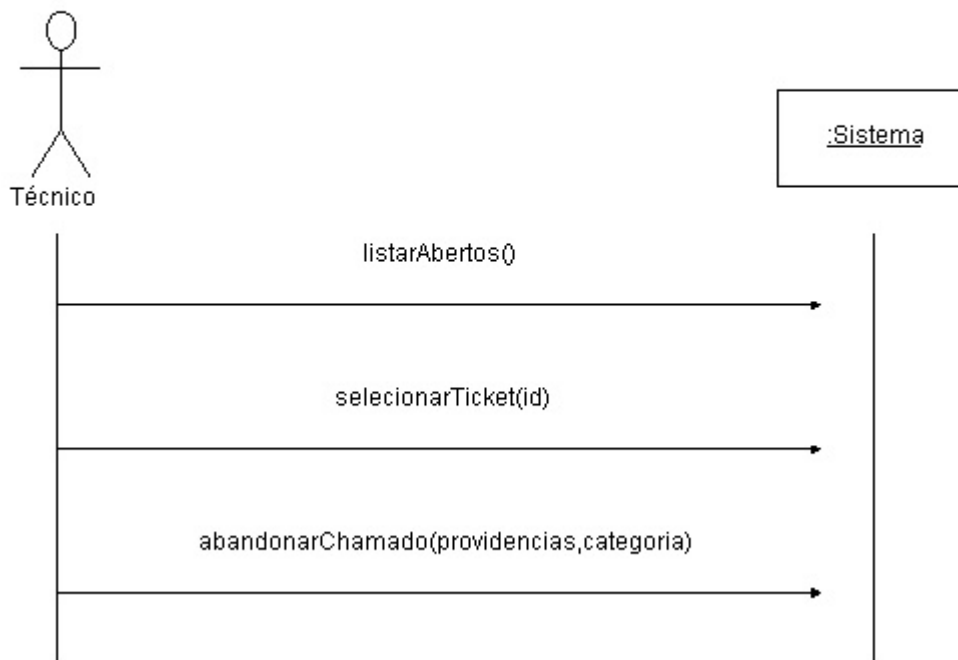 :Sistema
Técnico
listarAbertos()
selecionarTicket(id)
abandonarChamado(providencias,categoria)